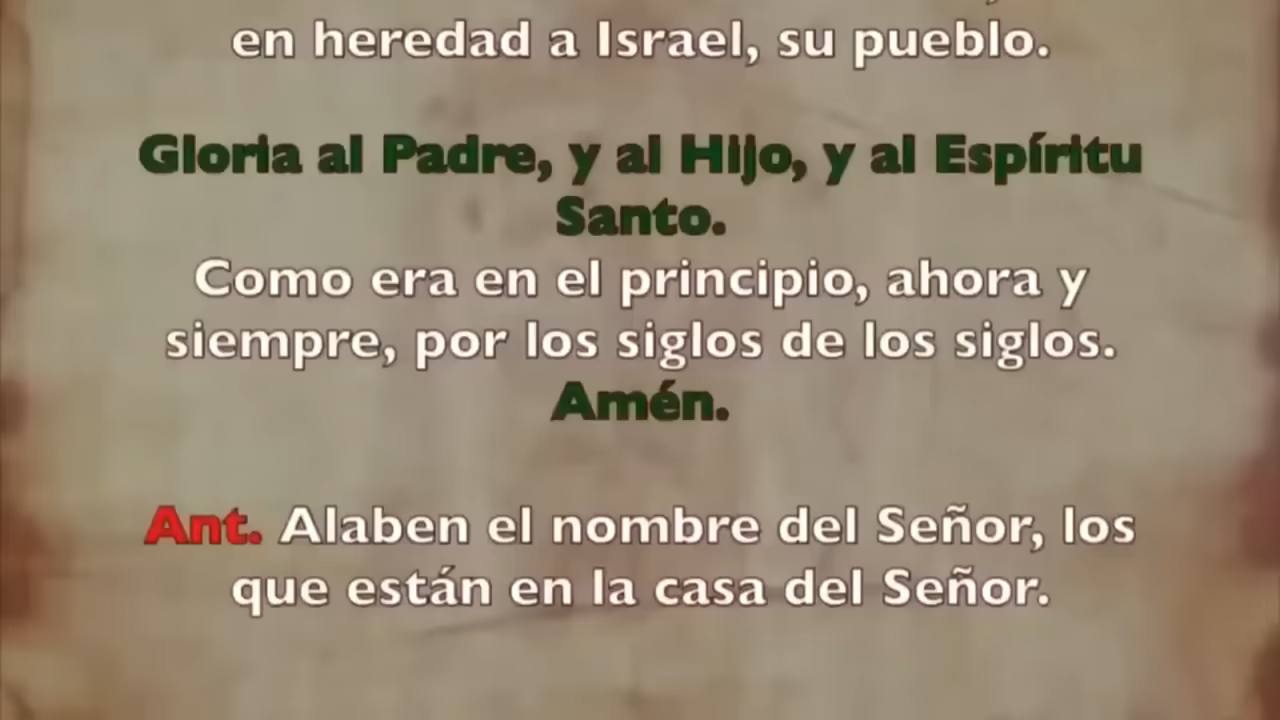 en heredad a Israel, su pueblo.
Gloria al Padre, y al Hijo, y al Espíritu
Santo.
Como era en el principio, ahora y
siempre, por los siglos de los siglos.
Amén.
Ant. Alaben el nombre del Señor, los
que están en la casa del Señor.